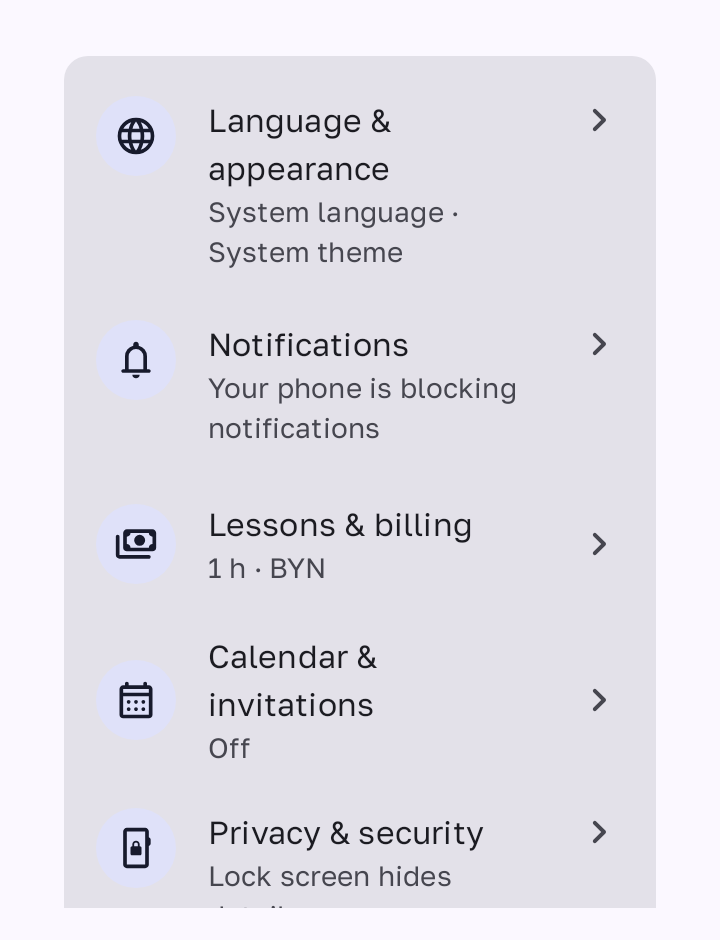 Language &
appearance
System language ·
System theme
Notifications
Your phone is blocking
notifications
Lessons & billing
1 h · BYN
Calendar &
invitations
Off
Privacy & security
Lock screen hides